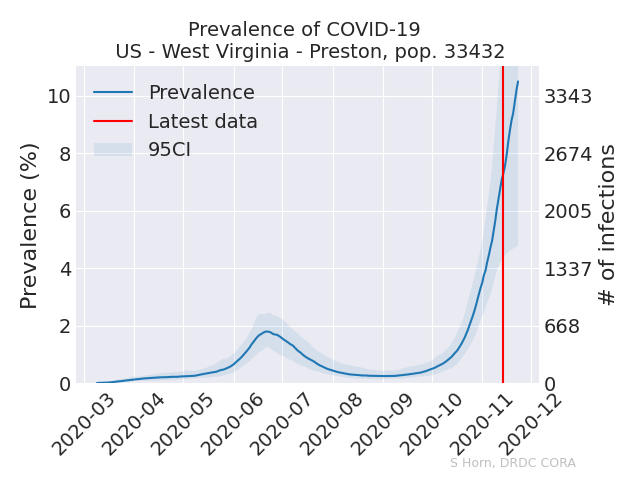 Prevalence of COVID-19
US - West Virginia - Preston, pop. 33432
Prevalence
Latest data
95CI
Prevalence (%)
10
8
6
4
2
0
3343
2674
2005
1337
668
0
# of infections
2020-03
2020-04
2020-05
2020-06
2020-07
2020-08
2020-09
2020-10
2020-11
2020-12
S Horn, DRDC CORA